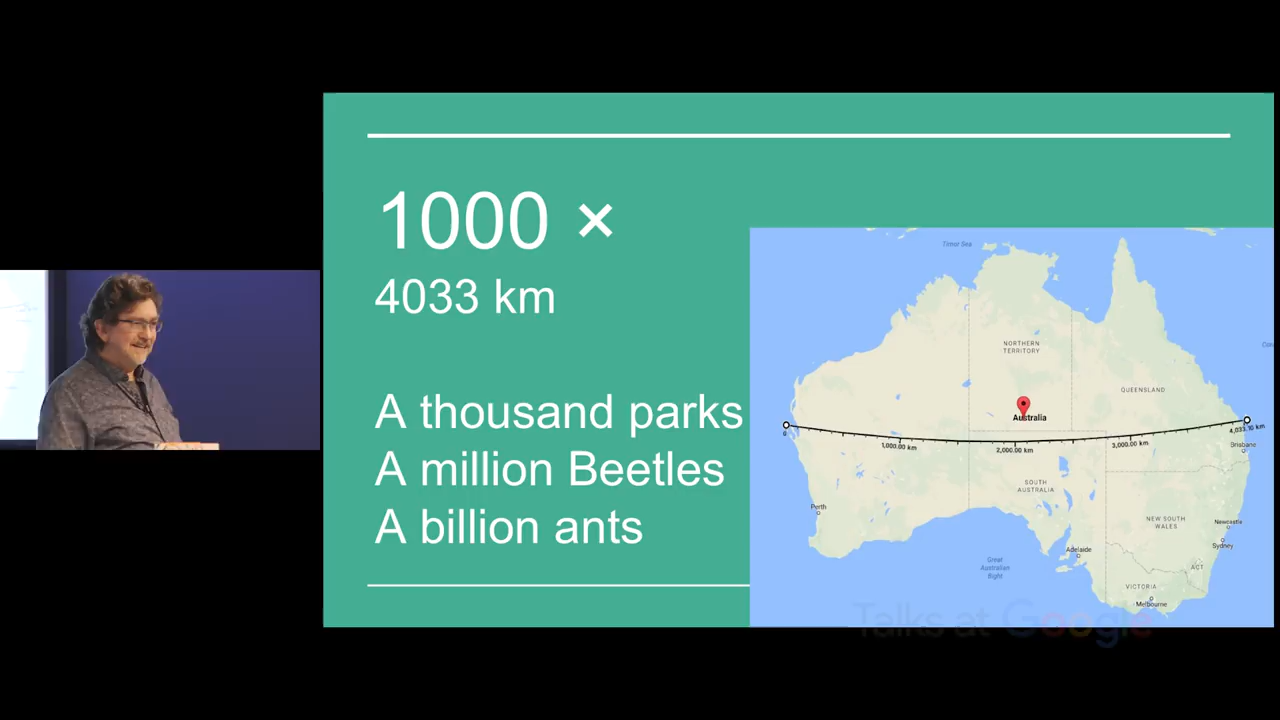 1000 ×
4033 km
A thousand parks
A million Beetles
A billion ants
Timor Sea
NORTHERN
TERRITORY
QUEENSLAND
Australia
0
1,000.00 km
2,000.00 km
3,000.00 km
4,033.10 km
Brisbane
SOUTH
AUSTRALIA
Perth
NEW SOUTH
WALES
Newcastle
Sydney
Adelaide
ACT
Great
Australian
Bight
VICTORIA
Melbourne
Talks at Google